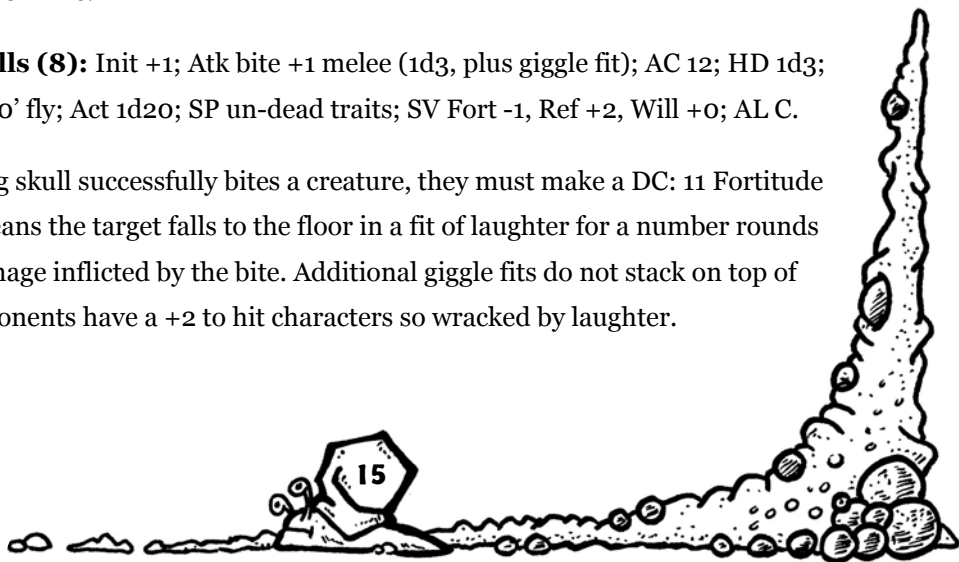 lls (8): Init +1; Atk bite +1 melee (1d3, plus giggle fit); AC 12; HD 1d3;
0’ fly; Act 1d20; SP un-dead traits; SV Fort -1, Ref +2, Will +0; AL C.
g skull successfully bites a creature, they must make a DC: 11 Fortitude
eans the target falls to the floor in a fit of laughter for a number rounds
nage inflicted by the bite. Additional giggle fits do not stack on top of
onents have a +2 to hit characters so wracked by laughter.
15